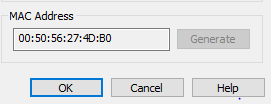 MAC Address
00:50:56:27:4D:B0
Generate
OK
Cancel
Help